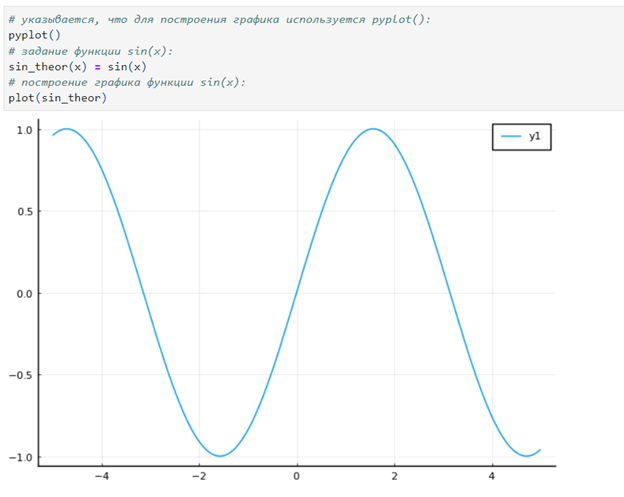 # указывается, что для построения графика используется pyplot():
pyplot()
# задание функции sin(x):
sin_theor(x) = sin(x)
# построение графика функции sin(x):
plot(sin_theor)
1.0
y1
0.5
0.0
−0.5
−1.0
−4 −2 0 2 4